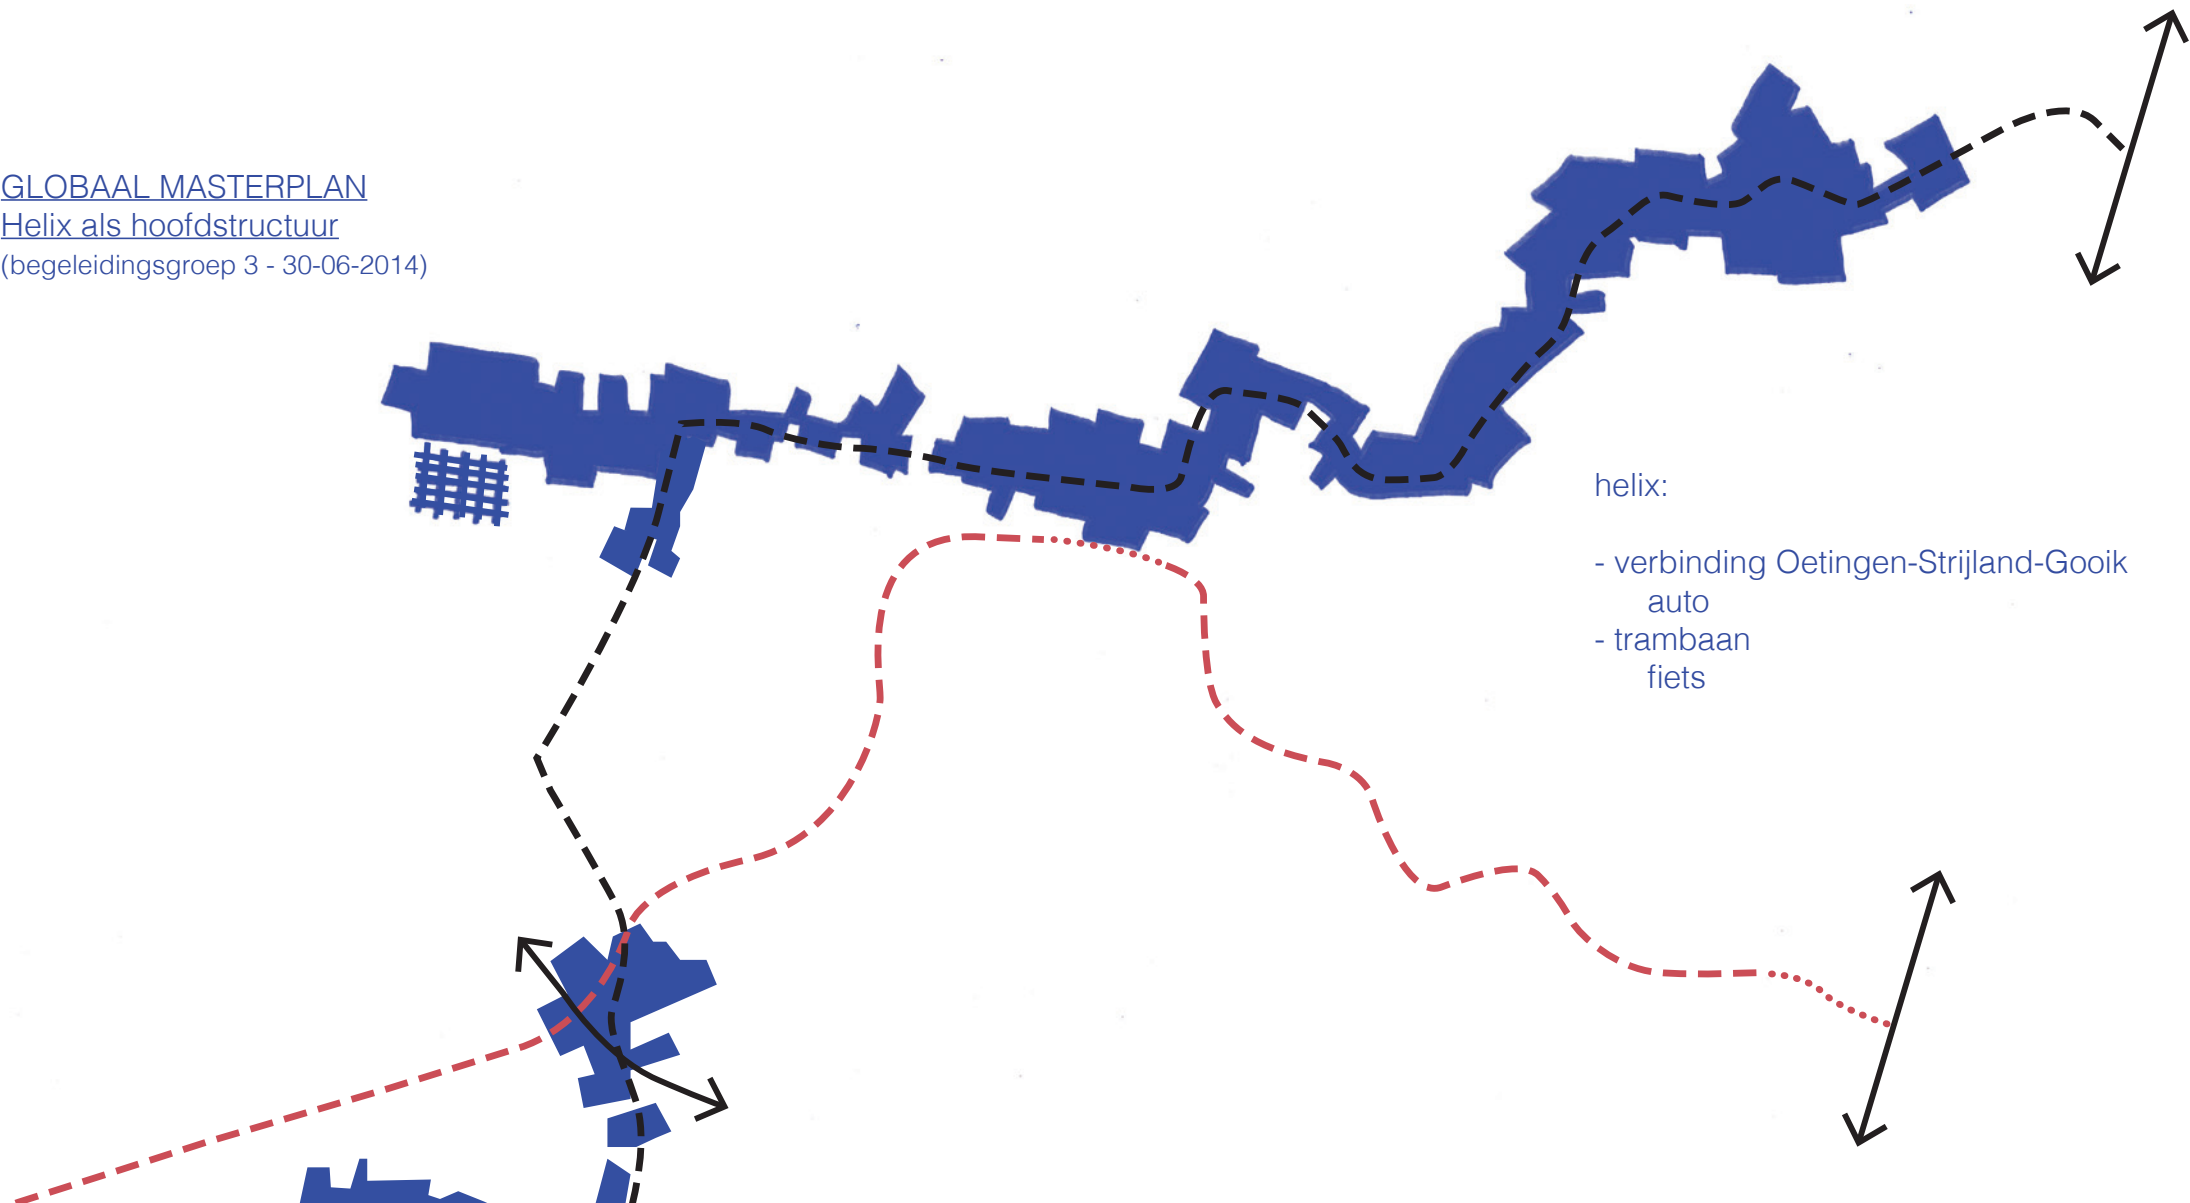 GLOBAAL MASTERPLAN
Helix als hoofdstructuur
(begeleidingsgroep 3 - 30-06-2014)
helix:
- verbinding Oetingen-Strijland-Gooik
auto
- trambaan
fiets